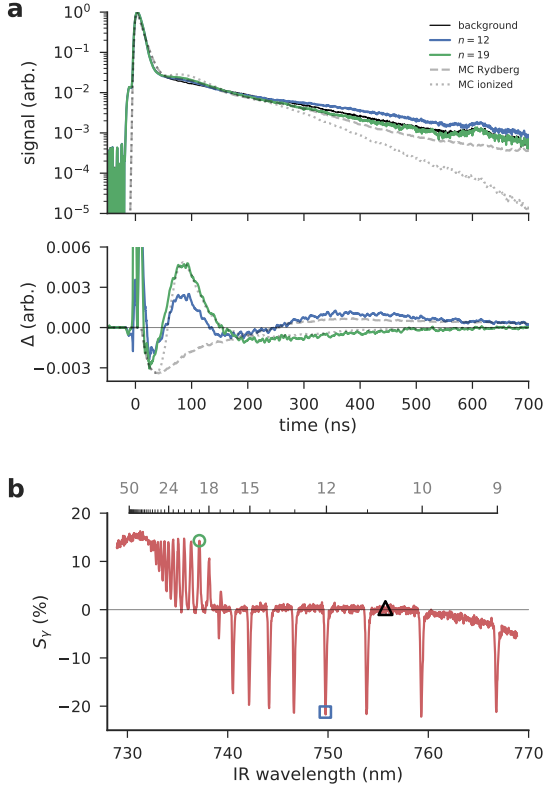 a
signal (arb.)
10⁰
10⁻¹
10⁻²
10⁻³
10⁻⁴
10⁻⁵
background
n = 12
n = 19
MC Rydberg
MC ionized
Δ (arb.)
0.006
0.003
0.000
−0.003
0 100 200 300 400 500 600 700
time (ns)
b
50 24 18 15 12 10 9
Sγ (%)
20
10
0
−10
−20
730 740 750 760 770
IR wavelength (nm)